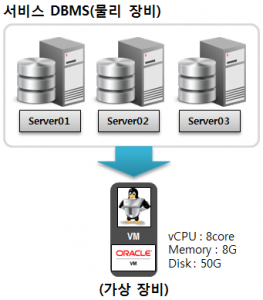 서비스 DBMS(물리 장비)
Server01 Server02 Server03
VM
ORACLE
VM
vCPU : 8core
Memory : 8G
Disk : 50G
(가상 장비)